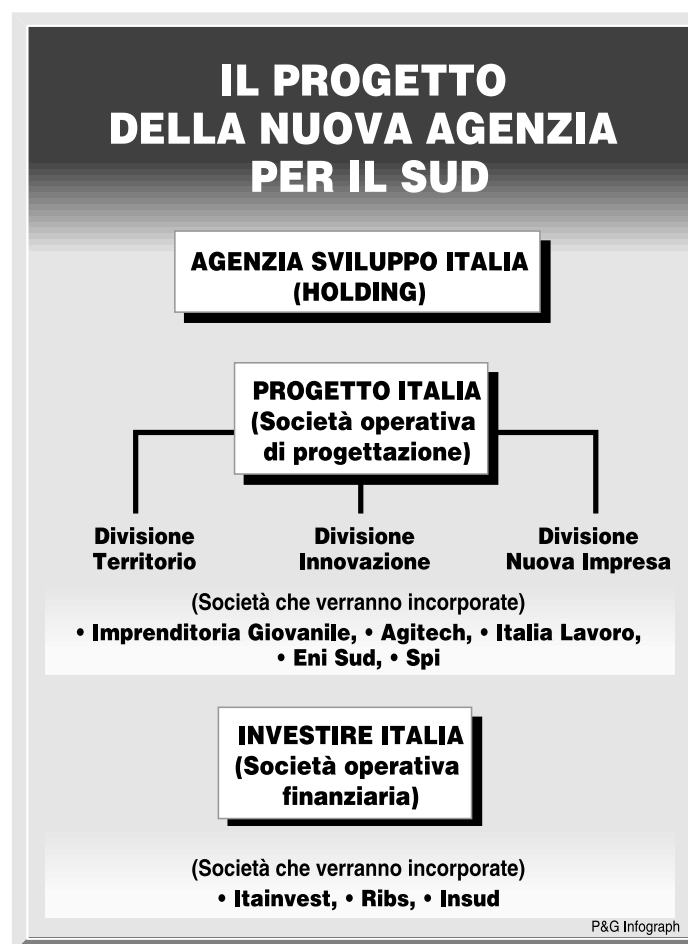 IL PROGETTO
DELLA NUOVA AGENZIA
PER IL SUD
AGENZIA SVILUPPO ITALIA
(HOLDING)
PROGETTO ITALIA
(Società operativa
di progettazione)
Divisione
Territorio
Divisione
Innovazione
Divisione
Nuova Impresa
(Società che verranno incorporate)
• Imprenditoria Giovanile, • Agitech, • Italia Lavoro,
• Eni Sud, • Spi
INVESTIRE ITALIA
(Società operativa
finanziaria)
(Società che verranno incorporate)
• Itainvest, • Ribs, • Insud
P&G Infograph